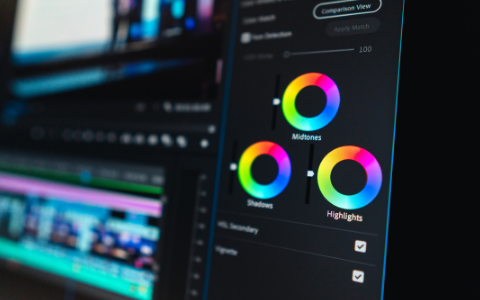 Comparison View
Color Match
Apply Match
Face Detection
100
Midtones
Shadows
Highlights
HSL Secondary
Vignette